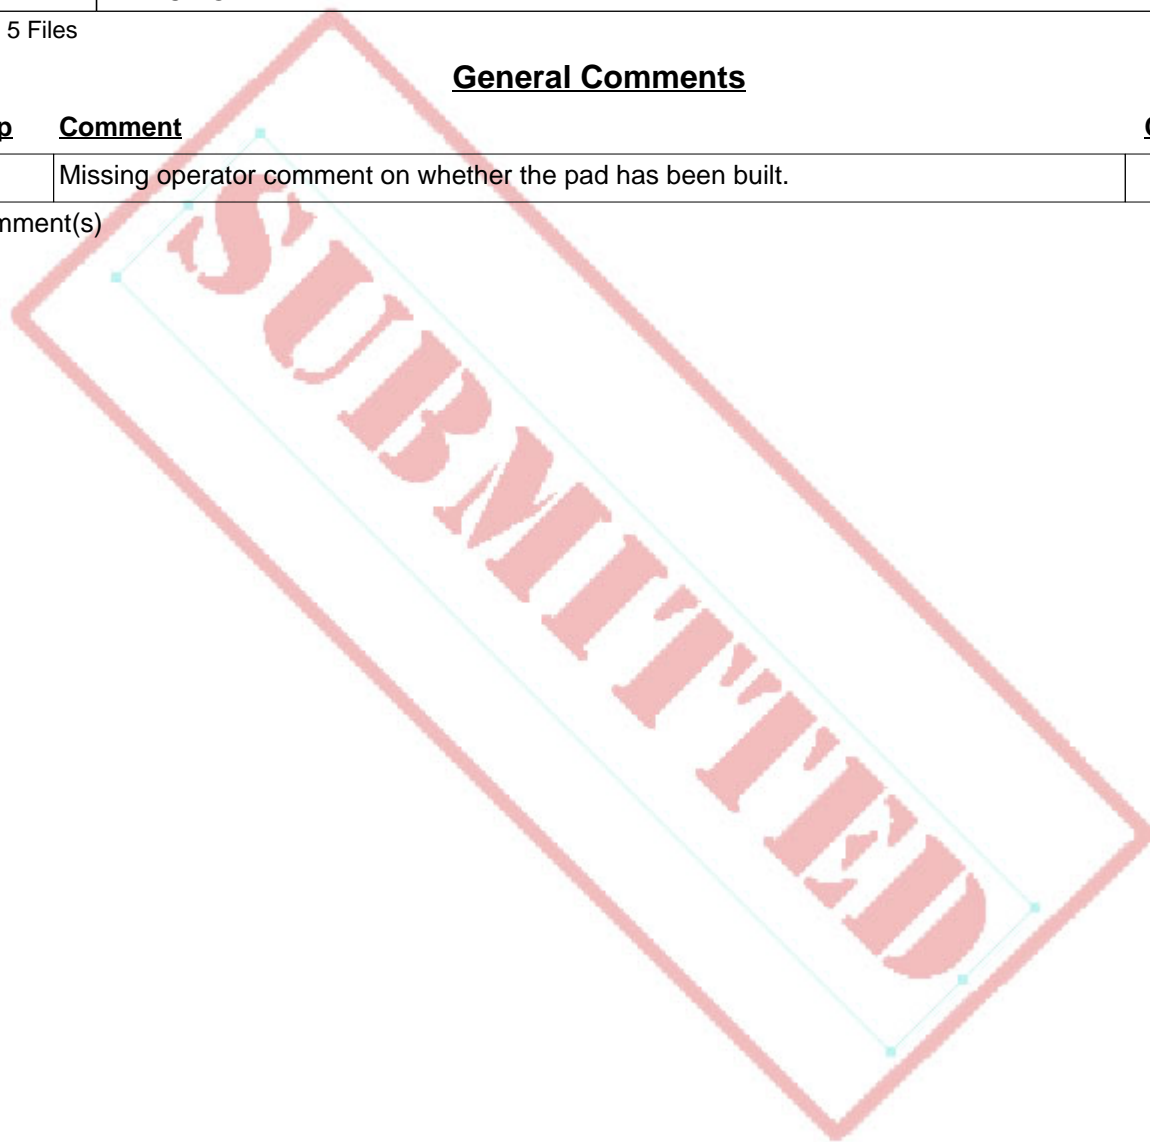 5 Files
General Comments
p Comment
Missing operator comment on whether the pad has been built.
mment(s)
SUBMITTED